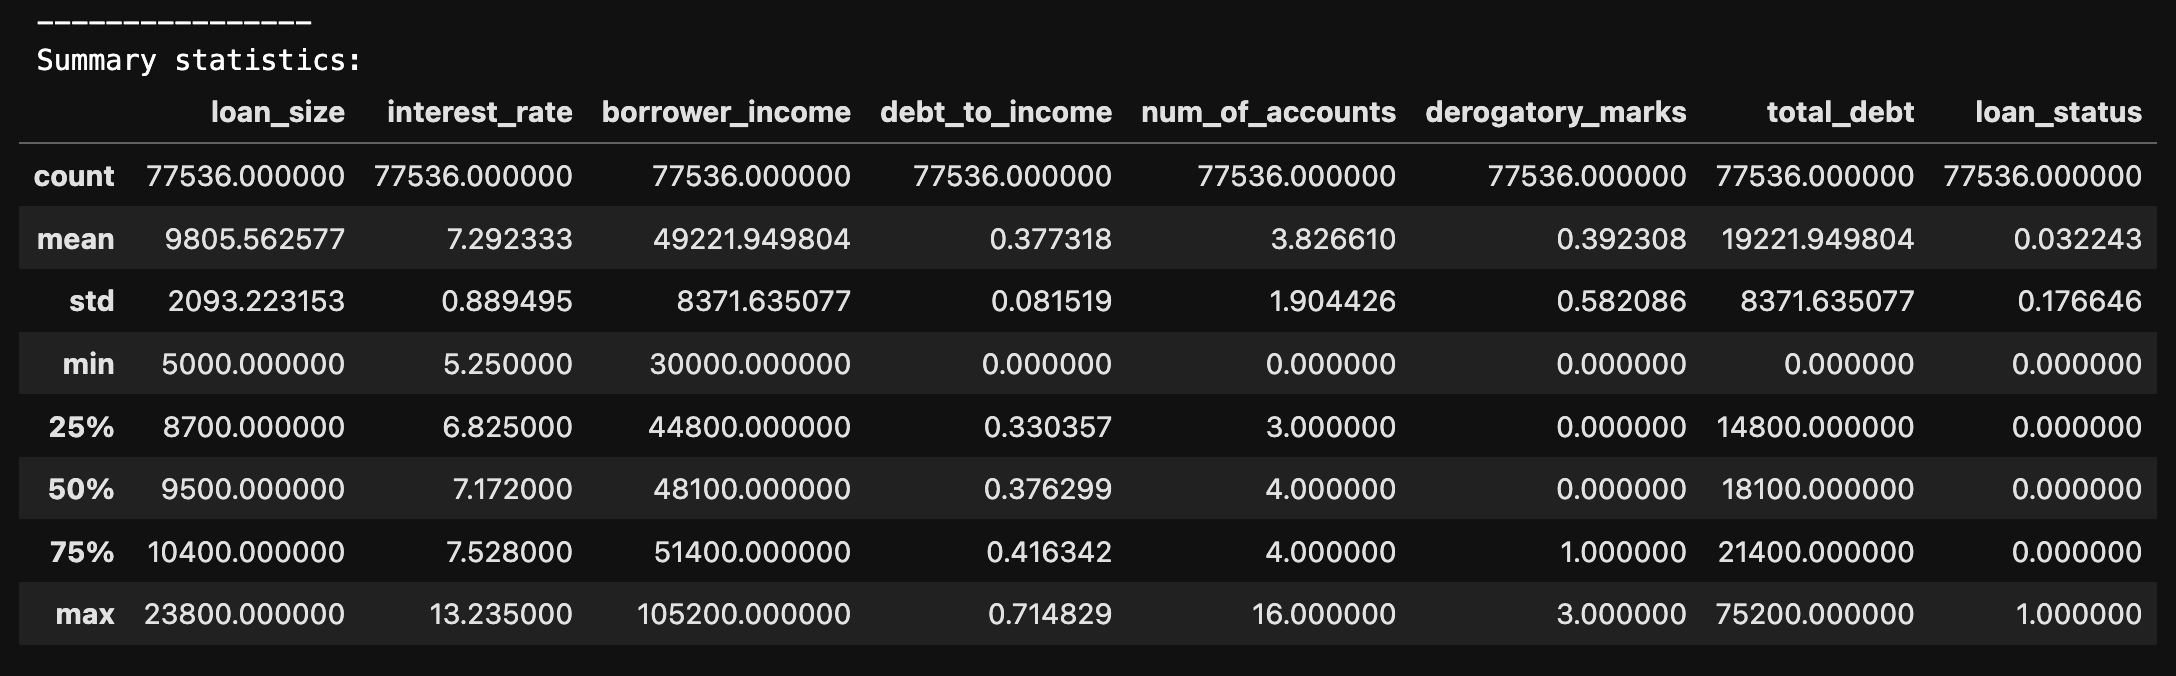 ----------------
Summary statistics:
loan_size interest_rate borrower_income debt_to_income num_of_accounts derogatory_marks total_debt loan_status
count 77536.000000 77536.000000 77536.000000 77536.000000 77536.000000 77536.000000 77536.000000 77536.000000
mean 9805.562577 7.292333 49221.949804 0.377318 3.826610 0.392308 19221.949804 0.032243
std 2093.223153 0.889495 8371.635077 0.081519 1.904426 0.582086 8371.635077 0.176646
min 5000.000000 5.250000 30000.000000 0.000000 0.000000 0.000000 0.000000 0.000000
25% 8700.000000 6.825000 44800.000000 0.330357 3.000000 0.000000 14800.000000 0.000000
50% 9500.000000 7.172000 48100.000000 0.376299 4.000000 0.000000 18100.000000 0.000000
75% 10400.000000 7.528000 51400.000000 0.416342 4.000000 1.000000 21400.000000 0.000000
max 23800.000000 13.235000 105200.000000 0.714829 16.000000 3.000000 75200.000000 1.000000